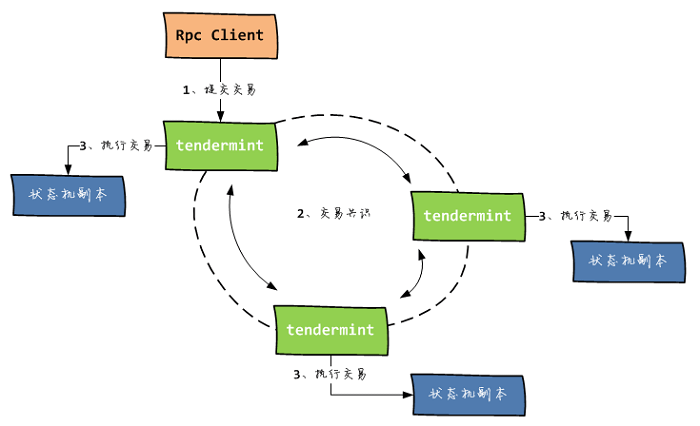 Rpc Client
1、提交交易
tendermint
3、执行交易
状态机副本
2、交易共识
tendermint
3、执行交易
状态机副本
tendermint
3、执行交易
状态机副本